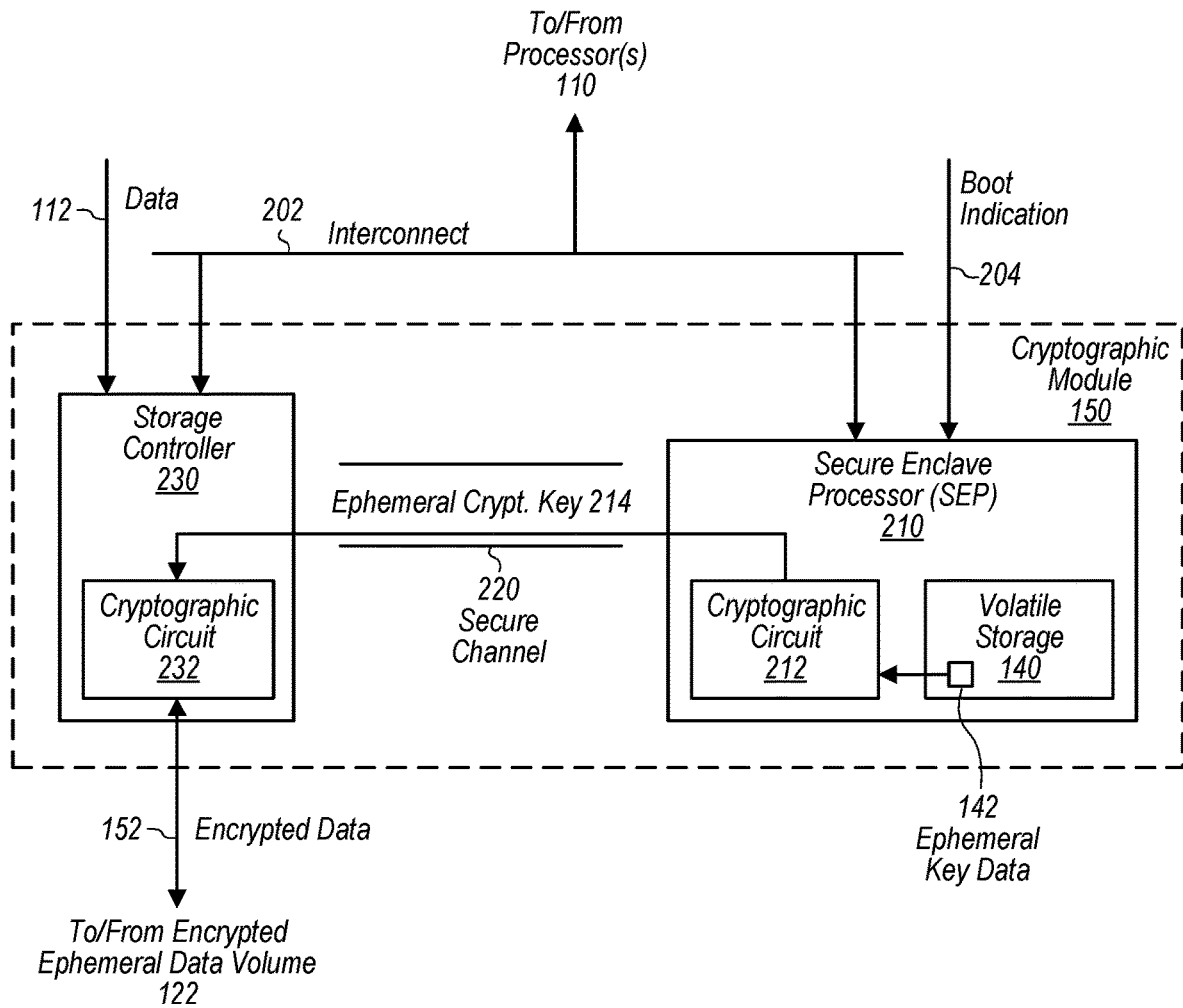 To/From
Processor(s)
110
112
Data
202
Interconnect
Boot
Indication
204
Cryptographic
Module
150
Storage
Controller
230
Ephemeral Crypt. Key 214
Secure Enclave
Processor (SEP)
210
Cryptographic
Circuit
232
220
Secure
Channel
Cryptographic
Circuit
212
Volatile
Storage
140
152
Encrypted Data
142
Ephemeral
Key Data
To/From Encrypted
Ephemeral Data Volume
122